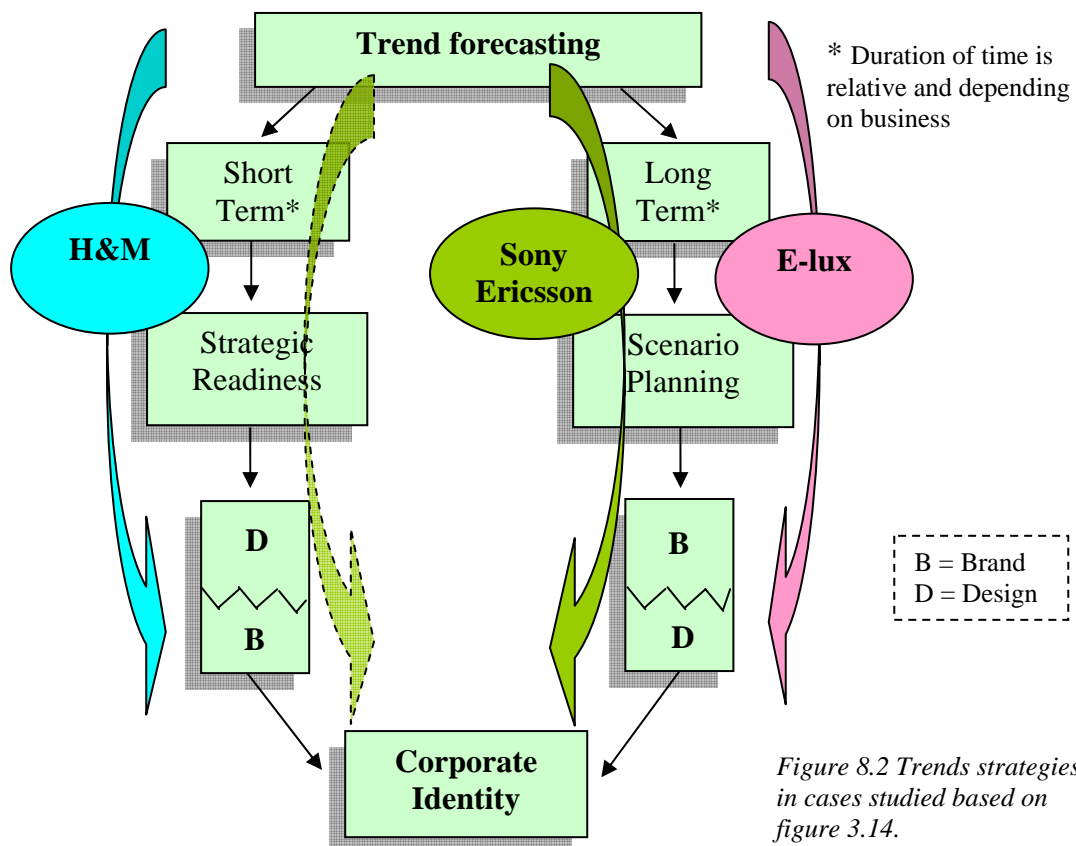 Trend forecasting
* Duration of time is
relative and depending
on business
Short
Term*
Long
Term*
H&M
Sony
Ericsson
E-lux
Strategic
Readiness
Scenario
Planning
D
B
B
D
B = Brand
D = Design
Corporate
Identity
Figure 8.2 Trends strategies
in cases studied based on
figure 3.14.